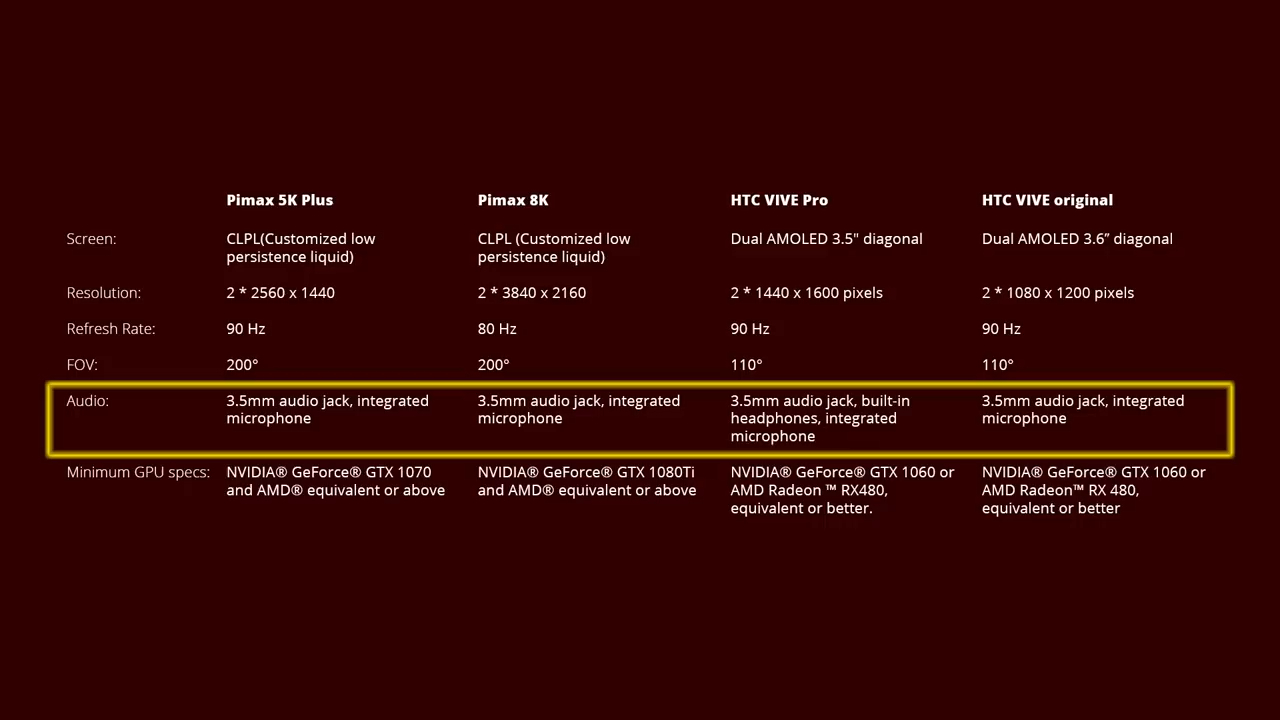 Pimax 5K Plus Pimax 8K HTC VIVE Pro HTC VIVE original
Screen: CLPL(Customized low CLPL (Customized low Dual AMOLED 3.5" diagonal Dual AMOLED 3.6” diagonal
persistence liquid) persistence liquid)
Resolution: 2 * 2560 x 1440 2 * 3840 x 2160 2 * 1440 x 1600 pixels 2 * 1080 x 1200 pixels
Refresh Rate: 90 Hz 80 Hz 90 Hz 90 Hz
FOV: 200° 200° 110° 110°
Audio: 3.5mm audio jack, integrated 3.5mm audio jack, integrated 3.5mm audio jack, built-in 3.5mm audio jack, integrated
microphone microphone headphones, integrated microphone
microphone
Minimum GPU specs: NVIDIA® GeForce® GTX 1070 NVIDIA® GeForce® GTX 1080Ti NVIDIA® GeForce® GTX 1060 or NVIDIA® GeForce® GTX 1060 or
and AMD® equivalent or above and AMD® equivalent or above AMD Radeon ™ RX480, AMD Radeon™ RX 480,
equivalent or better. equivalent or better